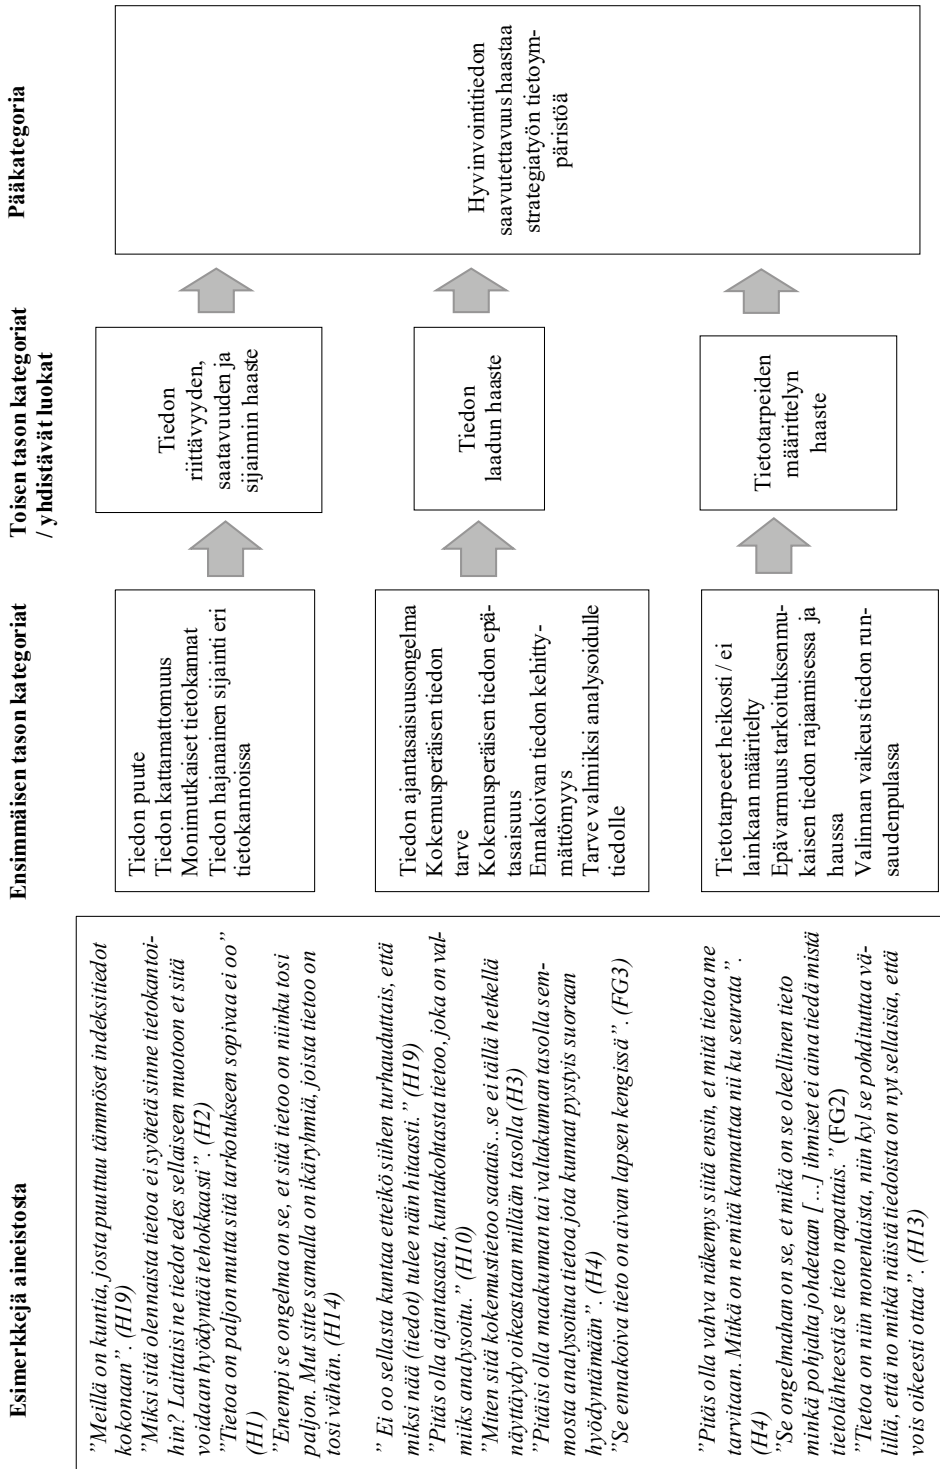 Esimerkkejä aineistosta
"Meillä on kuntia, josta puuttuu tämmöset indeksitiedot
kokonaan". (H19)
"Miksi sitä olennaista tietoa ei syötetä sinne tietokantoi-
hin? Laittaisi ne tiedot edes sellaiseen muotoon et sitä
voidaan hyödyntää tehokkaasti". (H2)
"Tietoa on paljon mutta sitä tarkotukseen sopivaa ei oo"
(H1)
"Enempi se ongelma on se, et sitä tietoo on niinku tosi
paljon. Mut sitte samalla on ikäryhmiä, joista tietoo on
tosi vähän. (H14)
" Ei oo sellasta kuntaa etteikö siihen turhauduttais, että
miksi nää (tiedot) tulee näin hitaasti. " (H19)
"Pitäs olla ajantasasta, kuntakohtasta tietoo, joka on val-
miiks analysoitu." (H10)
"Miten sitä kokemustietoo saatais.. se ei tällä hetkellä
näyttäydy oikeastaan millään tasolla (H3)
"Pitäisi olla maakunnan tai valtakunnan tasolla sem-
mosta analysoitua tietoa jota kunnat pystyis suoraan
hyödyntämään". (H4)
"Se ennakoiva tieto on aivan lapsen kengissä". (FG3)
"Pitäs olla vahva näkemys siitä ensin, et mitä tietoa me
tarvitaan. Mitkä on ne mitä kannattaa nii ku seurata".
(H4)
"Se ongelmahan on se, et mikä on se oleellinen tieto
minkä pohjalta johdetaan [...] ihmiset ei aina tiedä mistä
tietolähteestä se tieto napattais."(FG2)
"Tietoa on niin monenlaista, niin kyl se pohdituttaa vä-
lillä, että no mikä näistä tiedoista on nyt sellaisia, että
vois oikeesti ottaa". (H13)
Ensimmäisen tason kategoriat
Tiedon puute
Tiedon kattamattomuus
Monimutkaiset tietokannat
Tiedon hajanainen sijainti eri
tietokannoissa
Tiedon ajantasaisuusongelma
Kokemusperäisen tiedon
tarve
Kokemusperäisen tiedon epä-
tasaisuus
Ennakoivan tiedon kehitty-
mättömyys
Tarve valmiiksi analysoidulle
tiedolle
Tietotarpeeet heikosti / ei
lainkaan määritelty
Epävarmuus tarkoituksenmu-
kaisen tiedon rajaamisessa ja
haussa
Valinnan vaikeus tiedon run-
saudenpulassa
Toisen tason kategoriat
/ yhdistävät luokat
Tiedon
riittävyyden,
saatavuuden ja
sijainnin haaste
Tiedon
laadun haaste
Tietotarpeiden
määrittelyn
haaste
Pääkategoria
Hyvinvointitiedon
saavutettavuus haastaa
strategiatyön tietoym-
päristöä